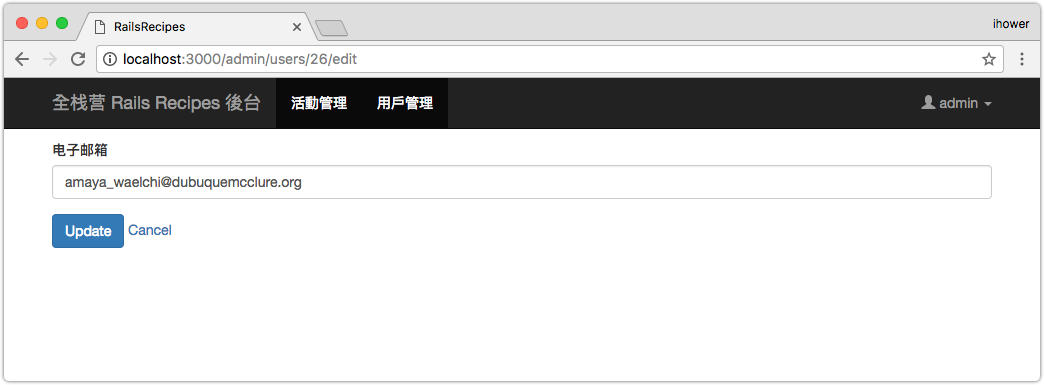 RailsRecipes
ihower
localhost:3000/admin/users/26/edit
全栈营 Rails Recipes 後台 活動管理 用戶管理 admin
电子邮箱
amaya_waelchi@dubuquemcclure.org
Update Cancel